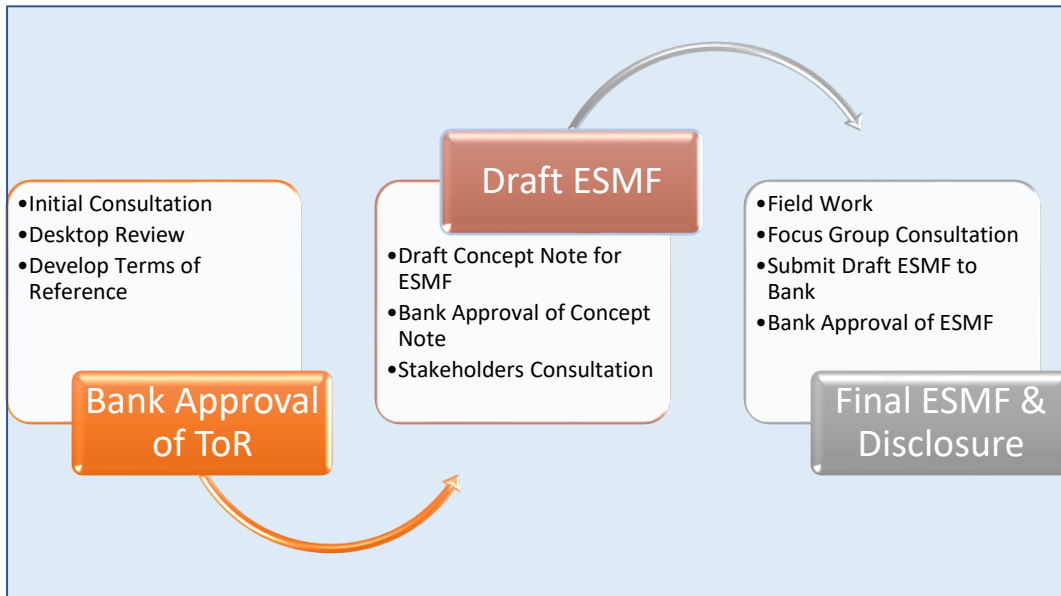 •Initial Consultation
•Desktop Review
•Develop Terms of
Reference
Bank Approval
of ToR
Draft ESMF
•Draft Concept Note for
ESMF
•Bank Approval of Concept
Note
•Stakeholders Consultation
•Field Work
•Focus Group Consultation
•Submit Draft ESMF to
Bank
•Bank Approval of ESMF
Final ESMF &
Disclosure